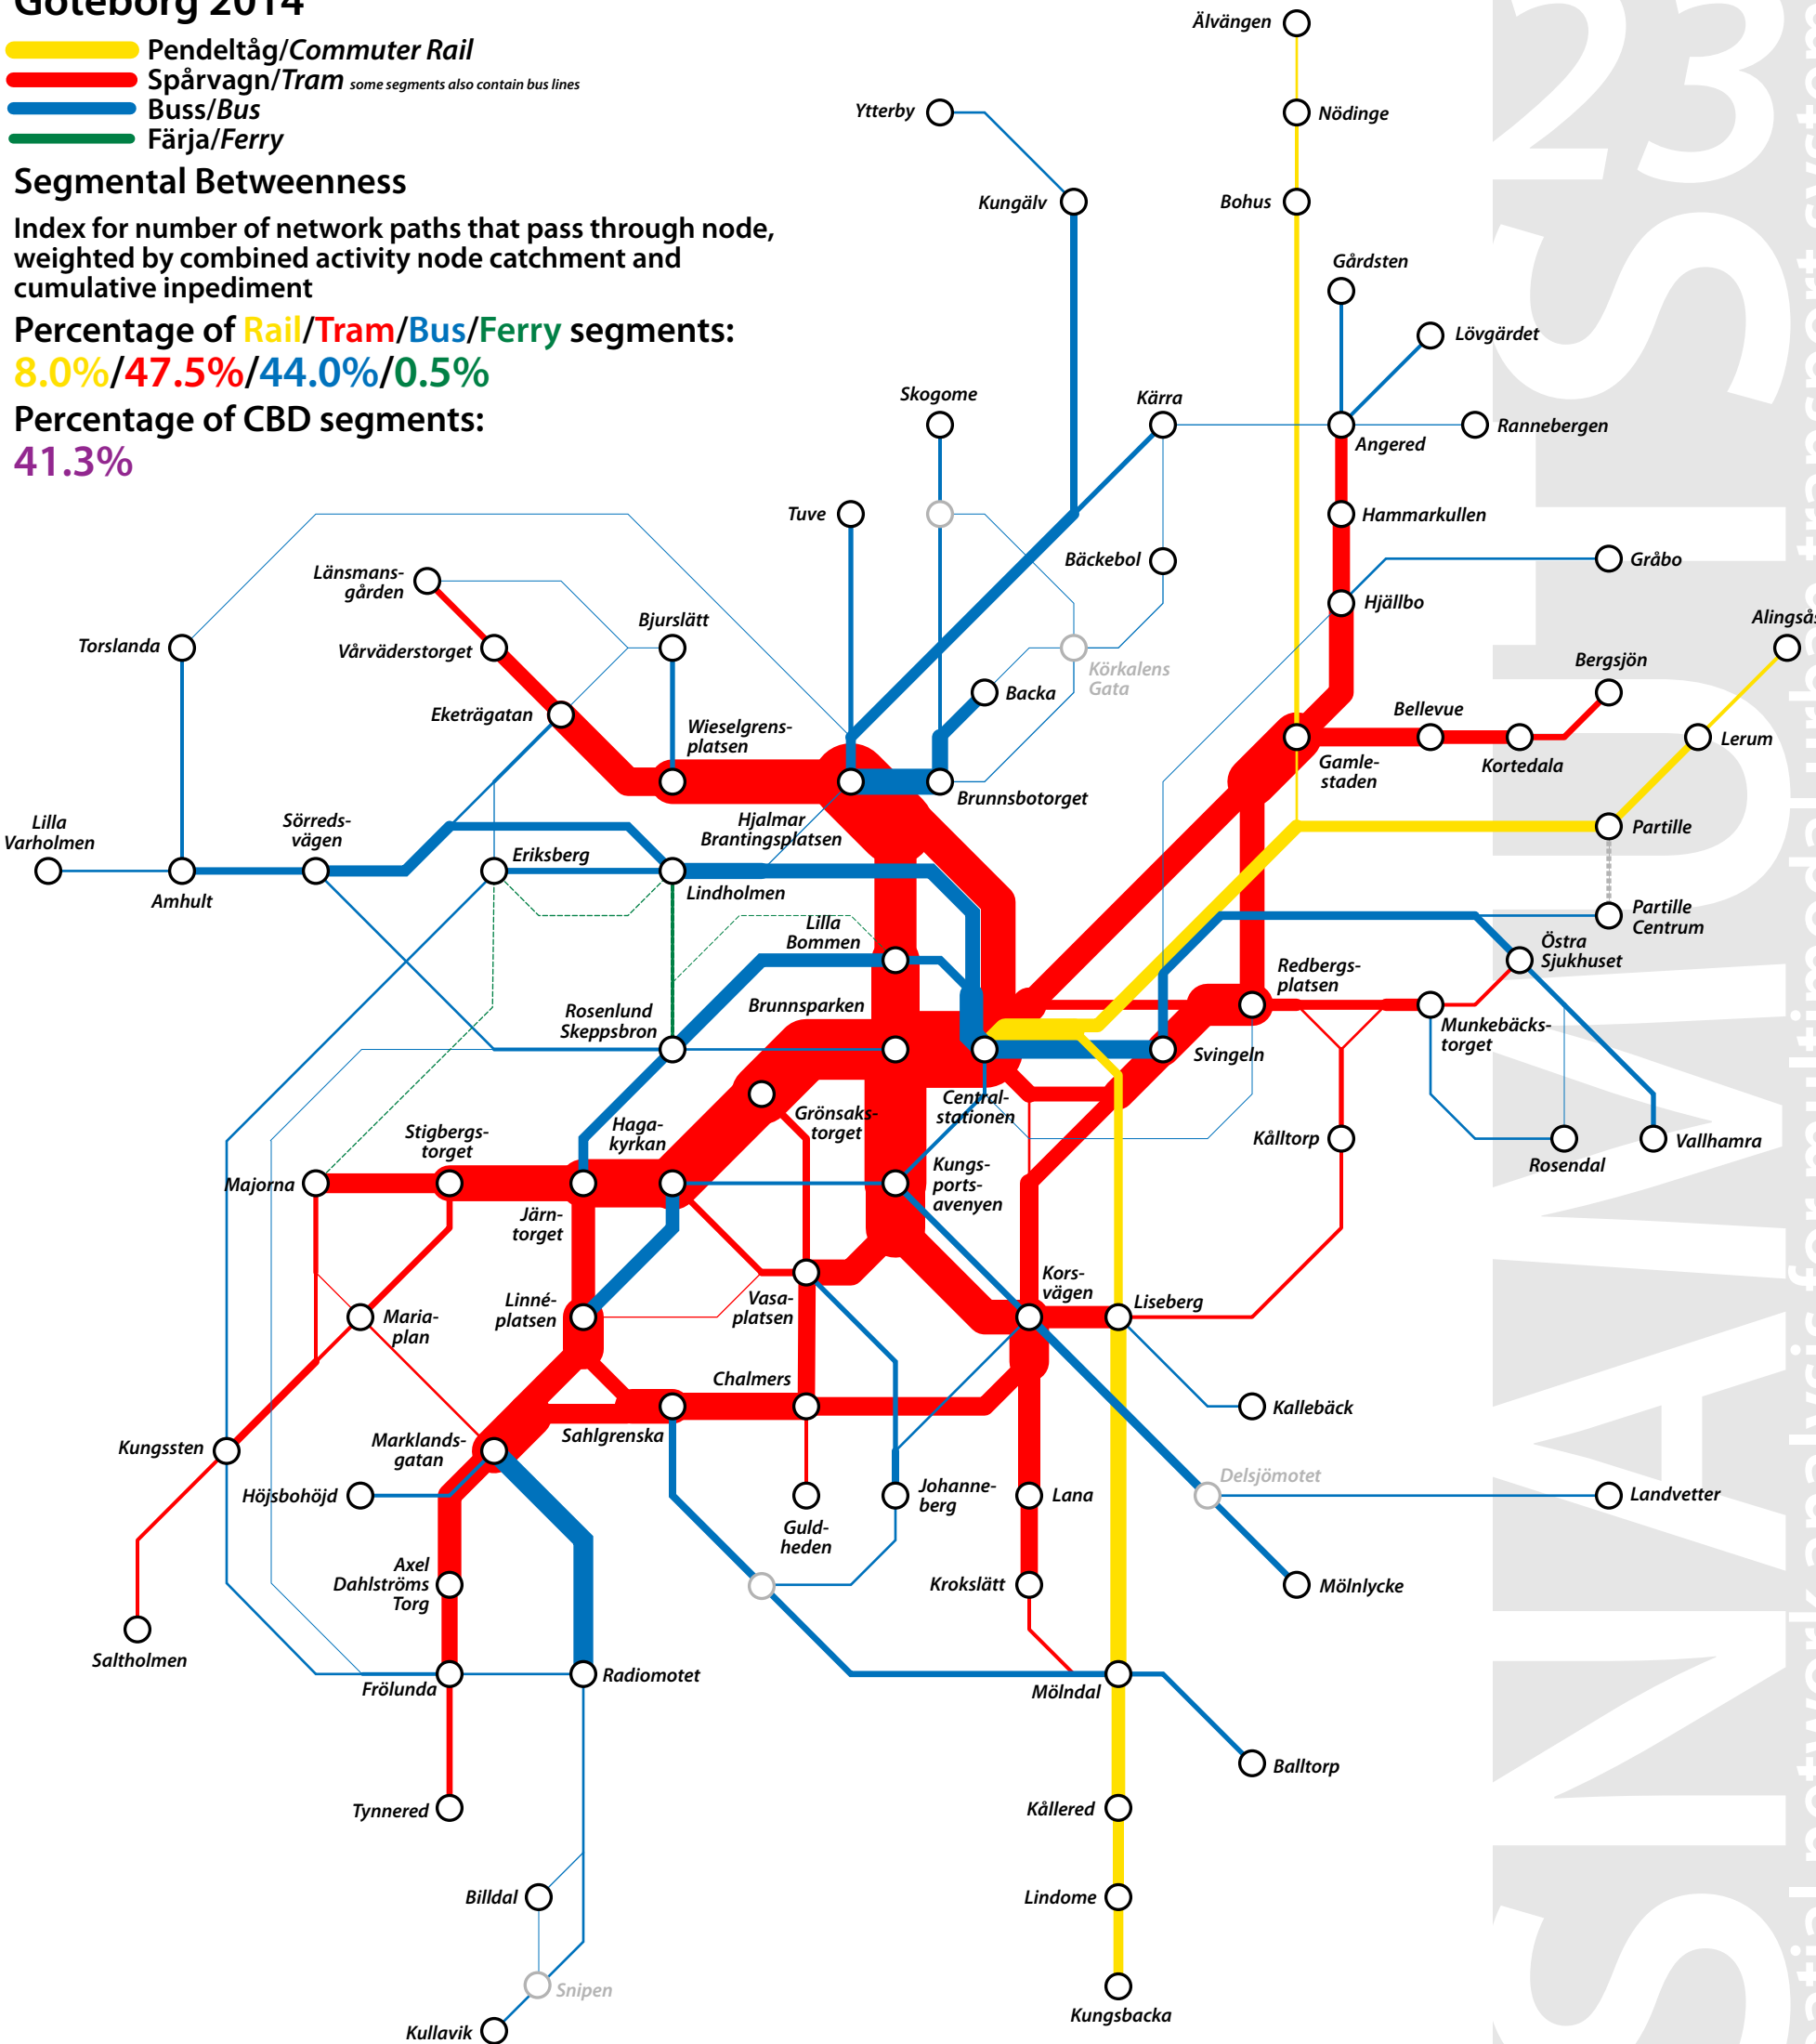 Göteborg 2014
Pendeltåg/Commuter Rail
Spårvagn/Tram some segments also contain bus lines
Buss/Bus
Färja/Ferry
Segmental Betweenness
Index for number of network paths that pass through node,
weighted by combined activity node catchment and
cumulative inpediment
Percentage of Rail/Tram/Bus/Ferry segments:
8.0%/47.5%/44.0%/0.5%
Percentage of CBD segments:
41.3%
23
SNAMUTS
Älvängen
Ytterby
Nödinge
Kungälv
Bohus
Gårdsten
Lövgärdet
Skogome
Kärra
Rannebergen
Angered
Tuve
Hammarkullen
Bäckebol
Gråbo
Länsmans-
gården
Hjällbo
Alingsås
Bjurslätt
Torslanda
Vårväderstorget
Körkalens
Gata
Bergsjön
Backa
Eketrägatan
Wieselgrens-
platsen
Bellevue
Lerum
Gamle-
staden
Kortedala
Brunnsbotorget
Lilla
Varholmen
Sörreds-
vägen
Hjalmar
Brantingsplatsen
Partille
Eriksberg
Amhult
Lindholmen
Partille
Centrum
Lilla
Bommen
Östra
Sjukhuset
Redbergs-
platsen
Rosenlund
Skeppsbron
Brunnsparken
Munkebäcks-
torget
Svingeln
Central-
stationen
Grönsaks-
torget
Haga-
kyrkan
Stigbergs-
torget
Kålltorp
Rosendal
Vallhamra
Majorna
Kungs-
ports-
avenyen
Järn-
torget
Kors-
vägen
Liseberg
Maria-
plan
Linné-
platsen
Vasa-
platsen
Chalmers
Kallebäck
Kungssten
Marklands-
gatan
Sahlgrenska
Delsjömotet
Höjsbohöjd
Johanne-
berg
Lana
Landvetter
Guld-
heden
Axel
Dahlströms
Torg
Krokslätt
Mölnlycke
Saltholmen
Frölunda
Radiomotet
Mölndal
Balltorp
Tynnered
Kållered
Billdal
Lindome
Snipen
Kungsbacka
Kullavik